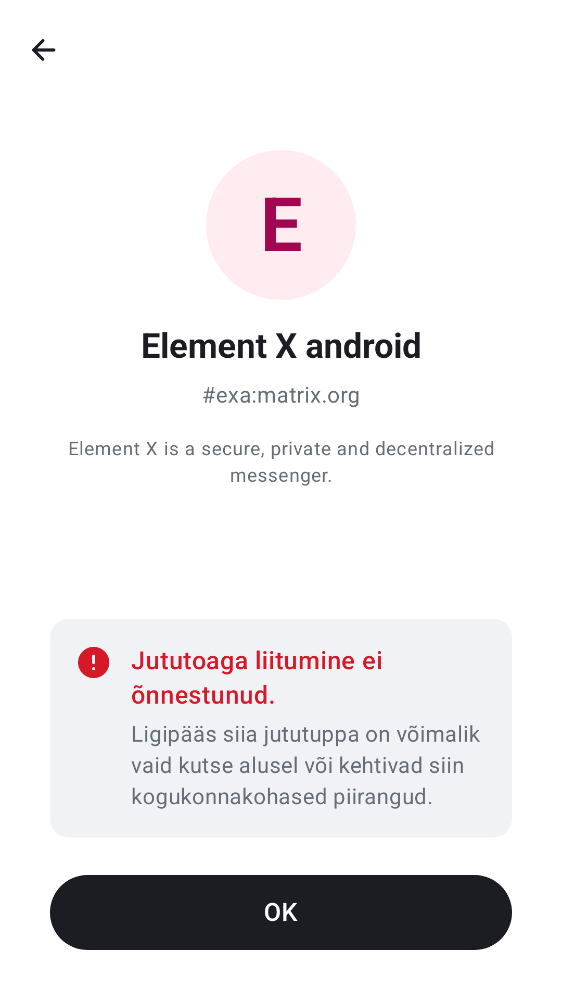 E
Element X android
#exa:matrix.org
Element X is a secure, private and decentralized
messenger.
Jututoaga liitumine ei
õnnestunud.
Ligipääs siia jututuppa on võimalik
vaid kutse alusel või kehtivad siin
kogukonnakohased piirangud.
OK